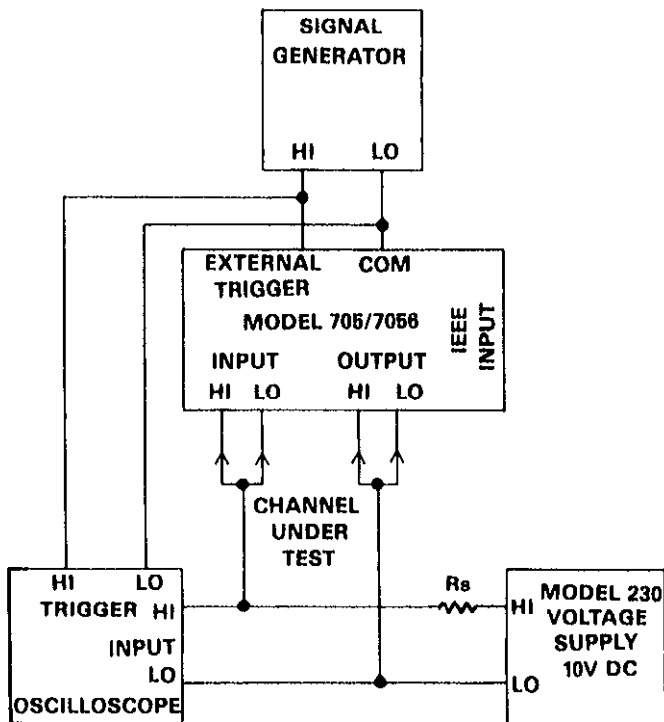 SIGNAL
GENERATOR
HI LO
EXTERNAL COM
TRIGGER
MODEL 705/7056
IEEE
INPUT
INPUT OUTPUT
HI LO HI LO
CHANNEL
UNDER
TEST
HI LO
TRIGGER HI
INPUT
LO
OSCILLOSCOPE
Rs
MODEL 230
HI VOLTAGE
SUPPLY
10V DC
LO